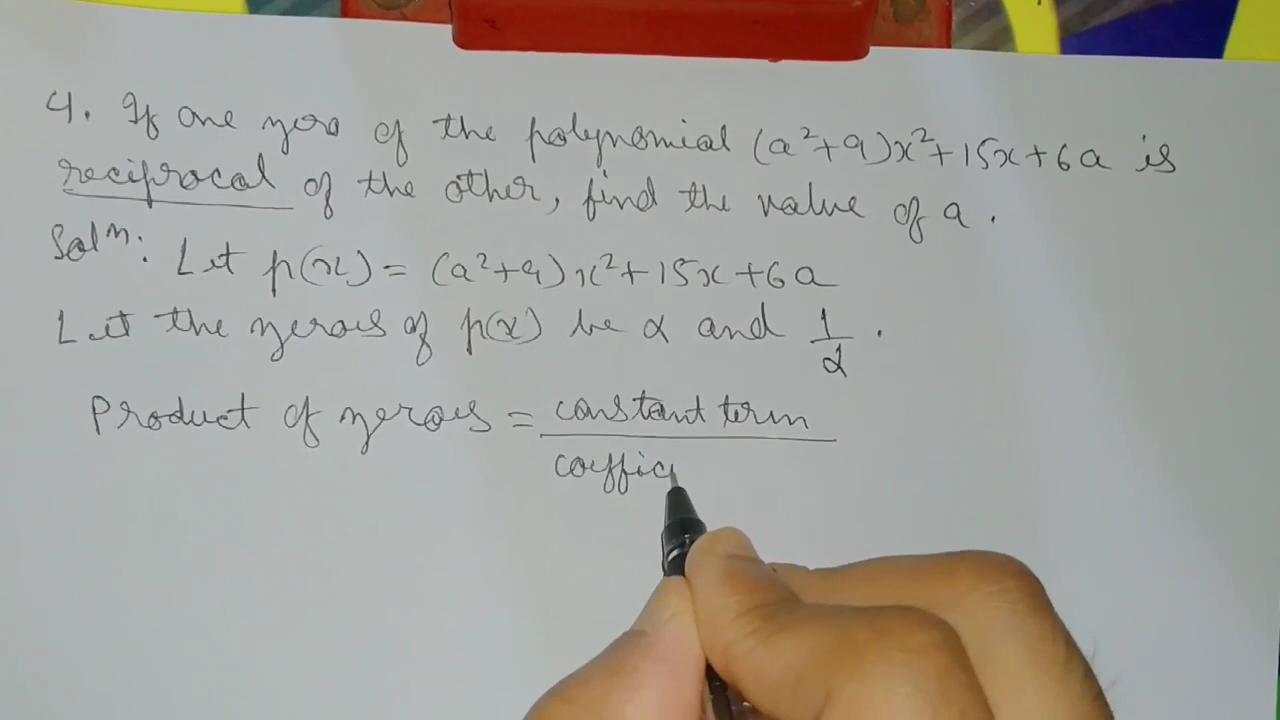 4. If one zero of the polynomial (a²+9)x²+15x+6a is
reciprocal of the other, find the value of a.
Solⁿ: Let p(x) = (a²+9)x²+15x+6a
Let the zeroes of p(x) be α and 1/α.
Product of zeroes = constant term
coeffic